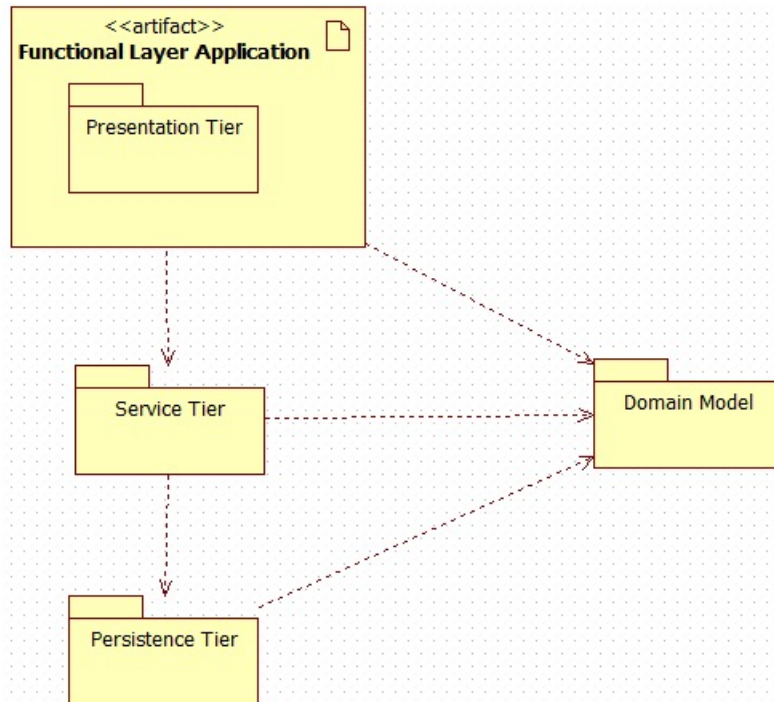 <<artifact>>
Functional Layer Application
Presentation Tier
Service Tier
Domain Model
Persistence Tier